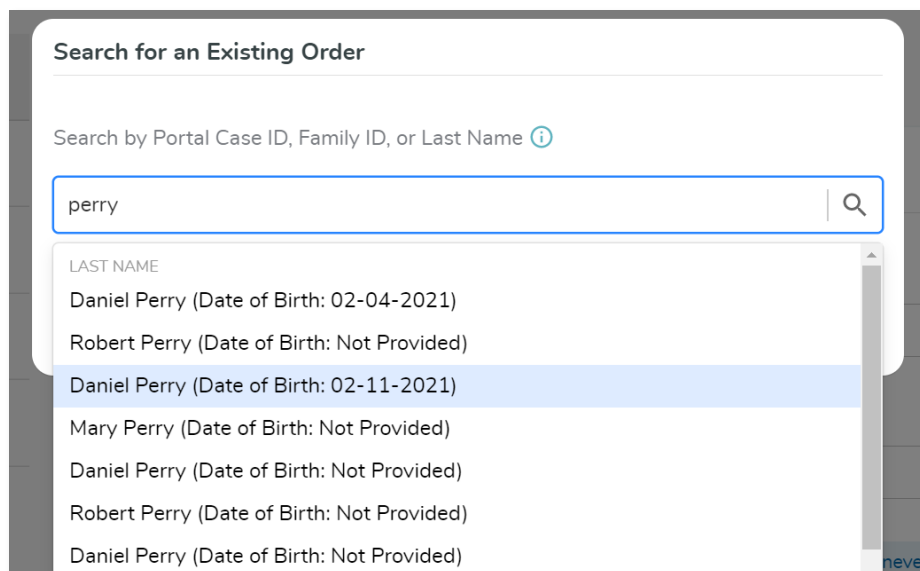 Search for an Existing Order
Search by Portal Case ID, Family ID, or Last Name
perry
LAST NAME
Daniel Perry (Date of Birth: 02-04-2021)
Robert Perry (Date of Birth: Not Provided)
Daniel Perry (Date of Birth: 02-11-2021)
Mary Perry (Date of Birth: Not Provided)
Daniel Perry (Date of Birth: Not Provided)
Robert Perry (Date of Birth: Not Provided)
Daniel Perry (Date of Birth: Not Provided)